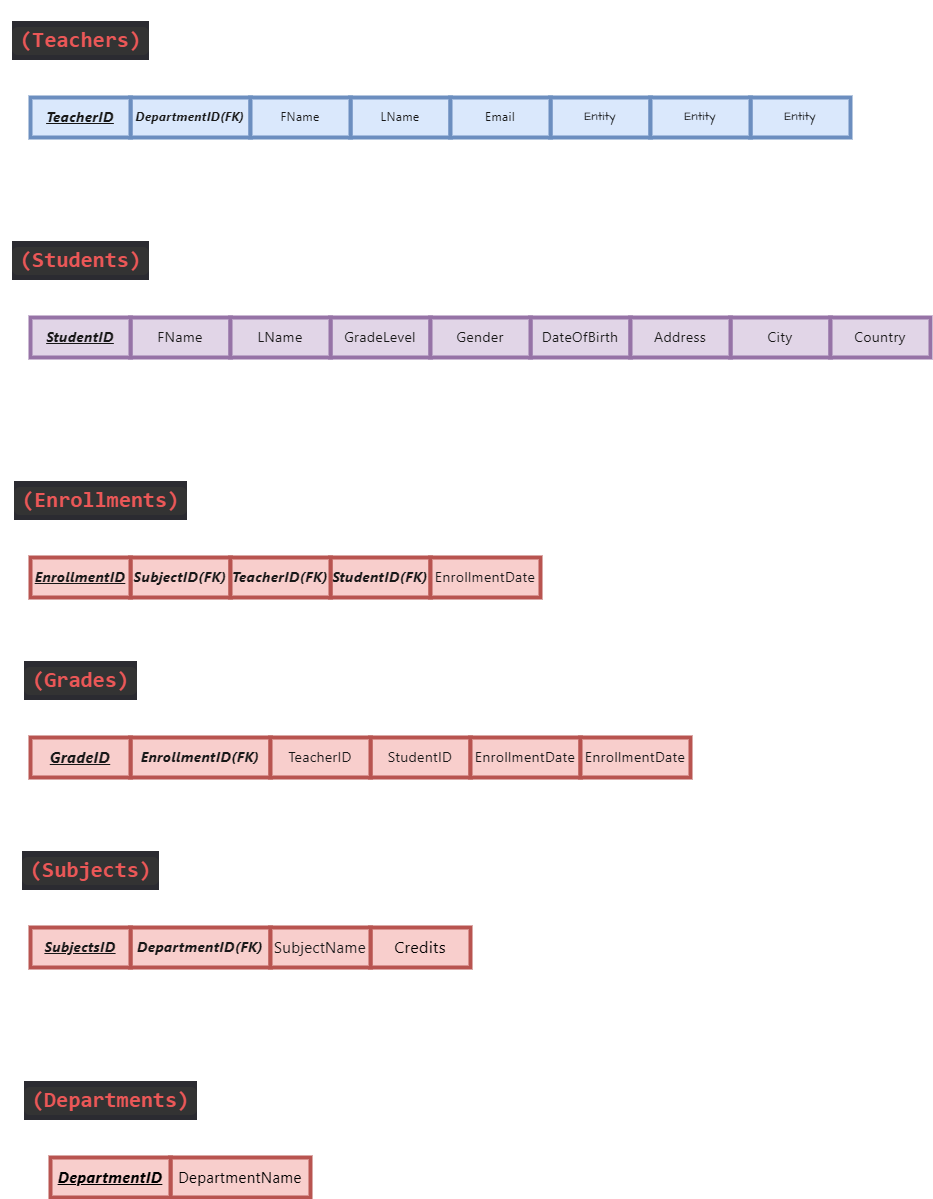 (Teachers)
TeacherID DepartmentID(FK) FName LName Email Entity Entity Entity
(Students)
StudentID FName LName GradeLevel Gender DateOfBirth Address City Country
(Enrollments)
EnrollmentID SubjectID(FK) TeacherID(FK) StudentID(FK) EnrollmentDate
(Grades)
GradeID EnrollmentID(FK) TeacherID StudentID EnrollmentDate EnrollmentDate
(Subjects)
SubjectsID DepartmentID(FK) SubjectName Credits
(Departments)
DepartmentID DepartmentName